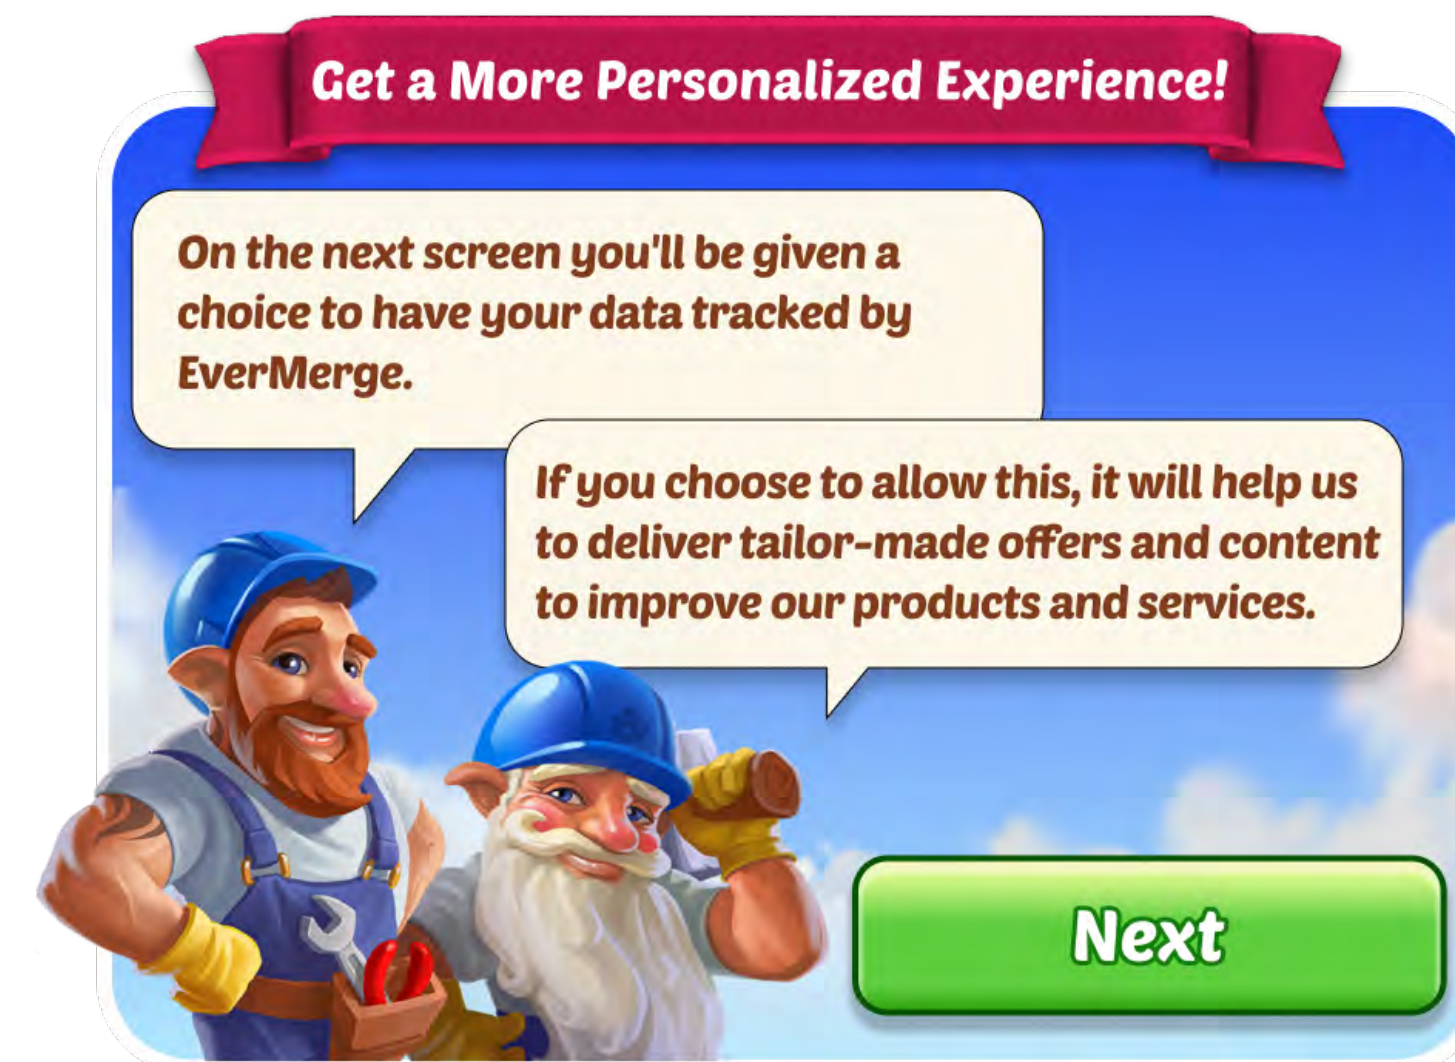 Get a More Personalized Experience!
On the next screen you'll be given a
choice to have your data tracked by
EverMerge.
If you choose to allow this, it will help us
to deliver tailor-made offers and content
to improve our products and services.
Next